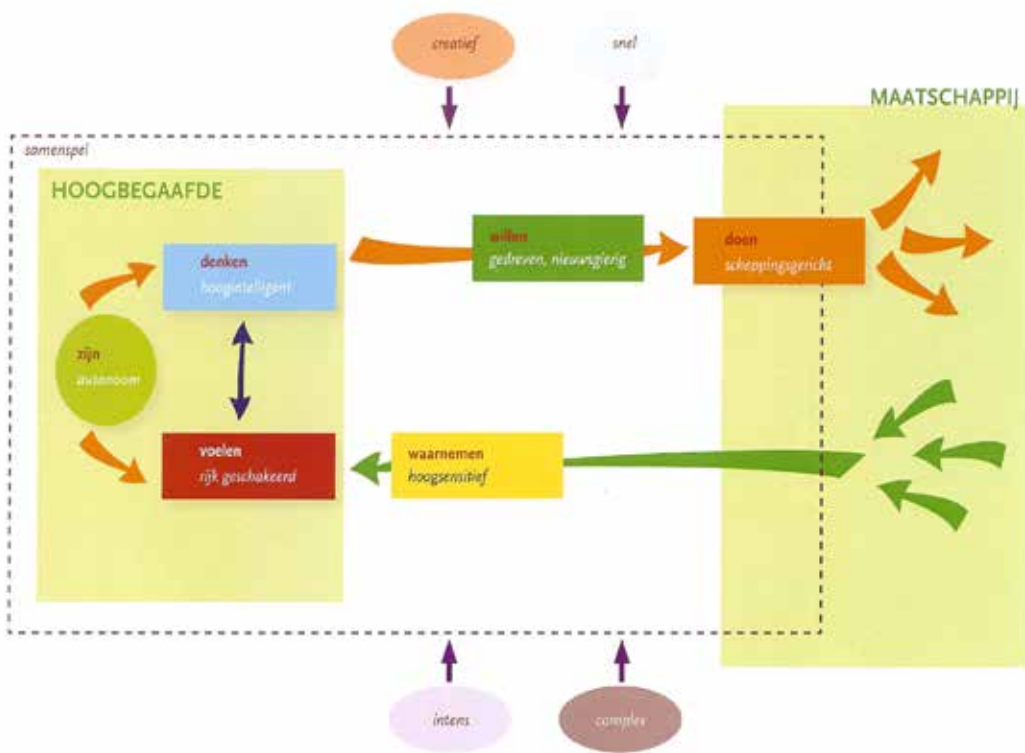 creatief
snel
MAATSCHAPPIJ
samenspel
HOOGBEGAAFDE
willen
gedreven, nieuwsgierig
doen
scheppingsgericht
denken
hoogintelligent
zijn
autonoom
voelen
rijk geschakeerd
waarnemen
hoogsensitief
intens
complex